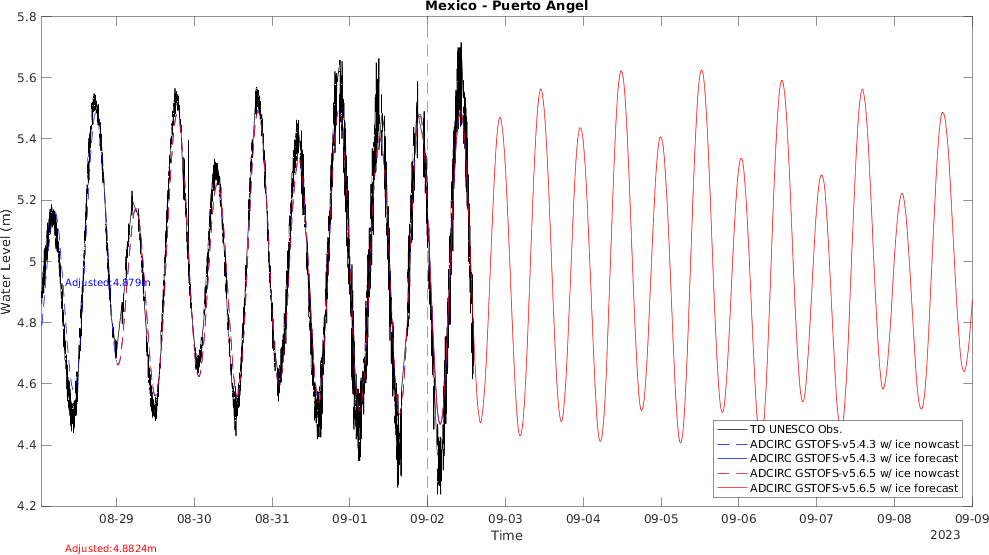 Mexico - Puerto Angel
5.8
5.6
5.4
5.2
5
4.8
4.6
4.4
4.2
Water Level (m)
Adjusted:4.879m
TD UNESCO Obs.
ADCIRC GSTOFS-v5.4.3 w/ ice nowcast
ADCIRC GSTOFS-v5.4.3 w/ ice forecast
ADCIRC GSTOFS-v5.6.5 w/ ice nowcast
ADCIRC GSTOFS-v5.6.5 w/ ice forecast
08-29 08-30 08-31 09-01 09-02 09-03 09-04 09-05 09-06 09-07 09-08 09-09
Time
2023
Adjusted:4.8824m